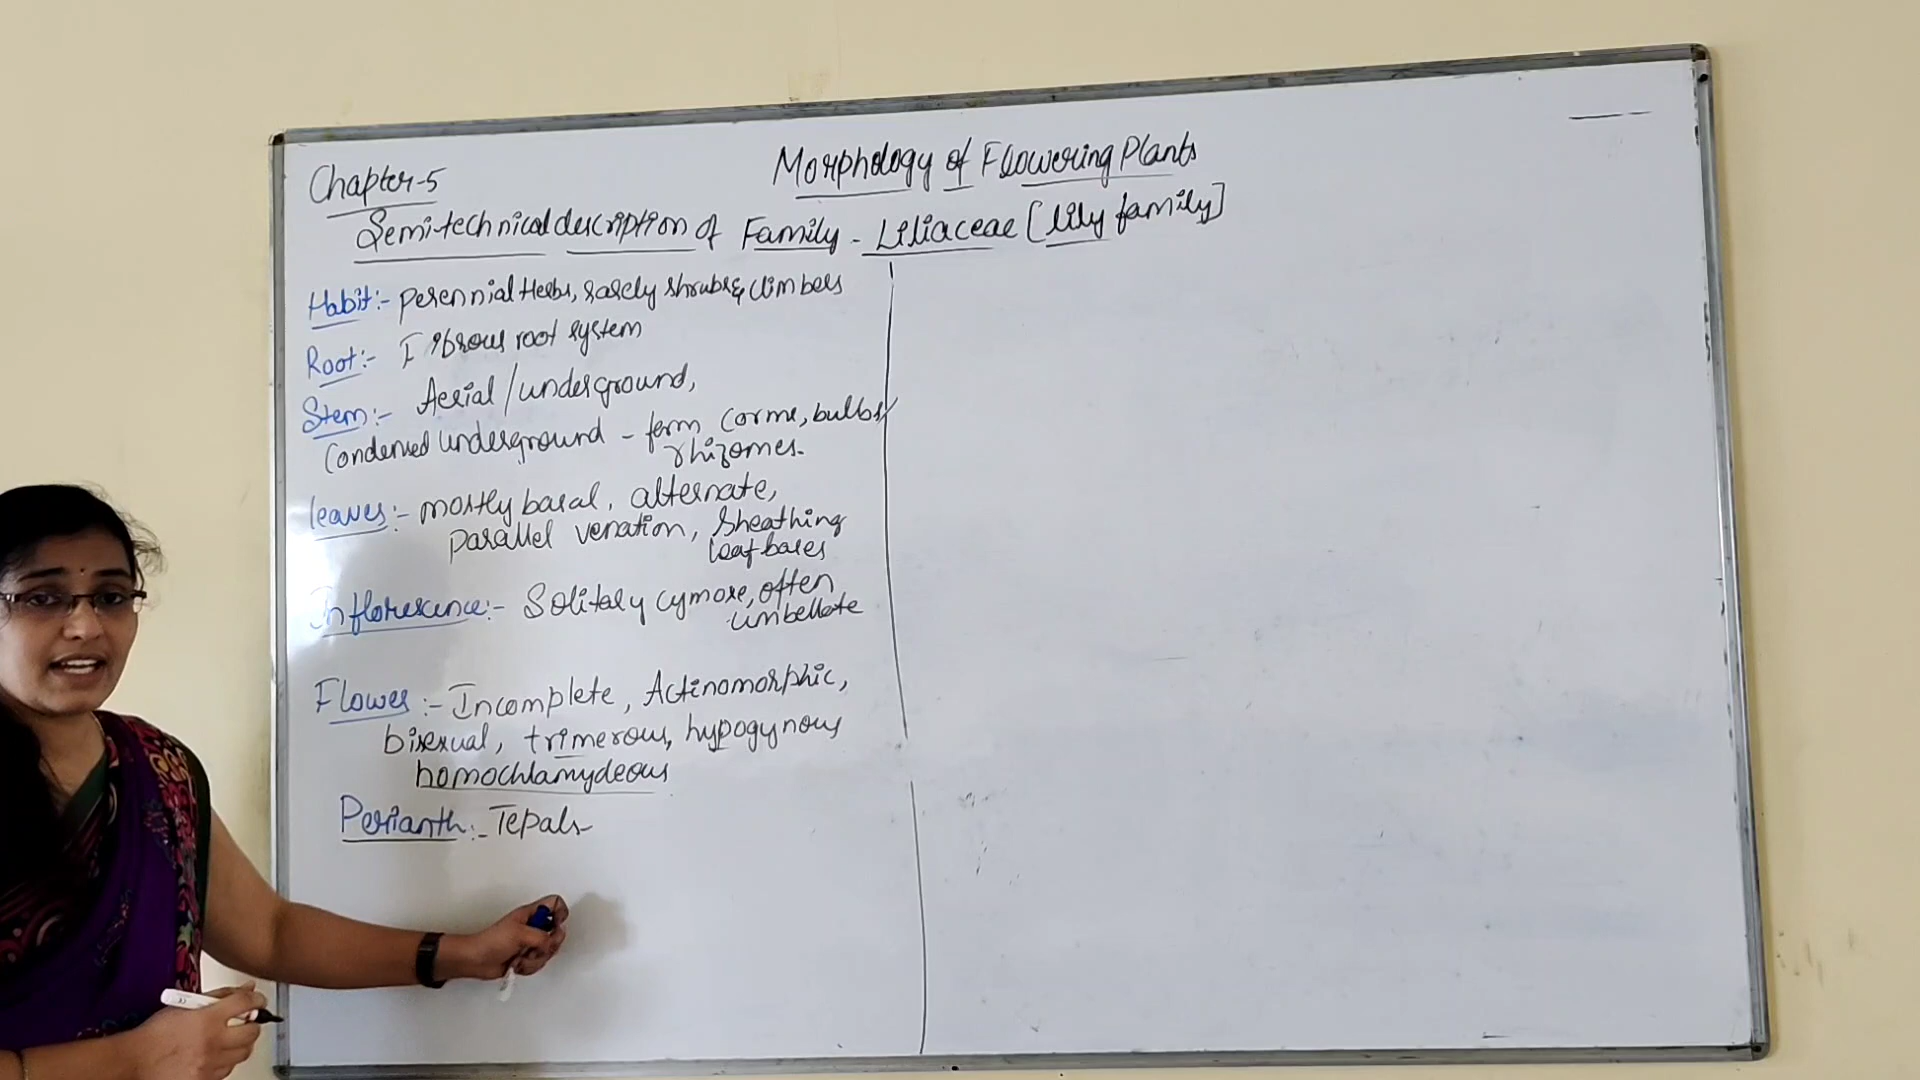 Chapter-5
Morphology of Flowering Plants
Semi-technical description of Family - Liliaceae [lily family]
Habit:- perennial Herbs, rarely shrubs & climbers
Root:- Fibrous root system
Stem:- Aerial / underground,
Condensed underground - form corms, bulbs/
rhizomes.
leaves:- mostly basal, alternate,
parallel venation, sheathing
leaf bases
Inflorescence:- Solitary cymose, often
umbellate
Flower:- Incomplete, Actinomorphic,
bisexual, trimerous, hypogynous
homochlamydeous
Perianth:- Tepals-